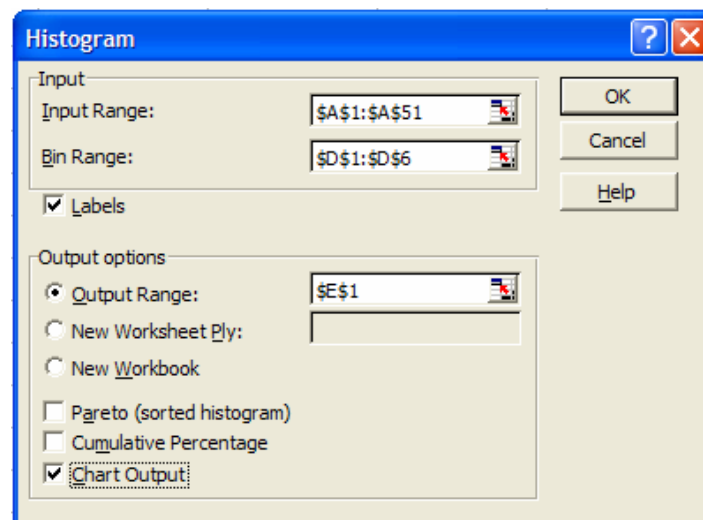 Histogram
Input
Input Range: $A$1:$A$51
Bin Range: $D$1:$D$6
Labels
OK
Cancel
Help
Output options
Output Range: $E$1
New Worksheet Ply:
New Workbook
Pareto (sorted histogram)
Cumulative Percentage
Chart Output